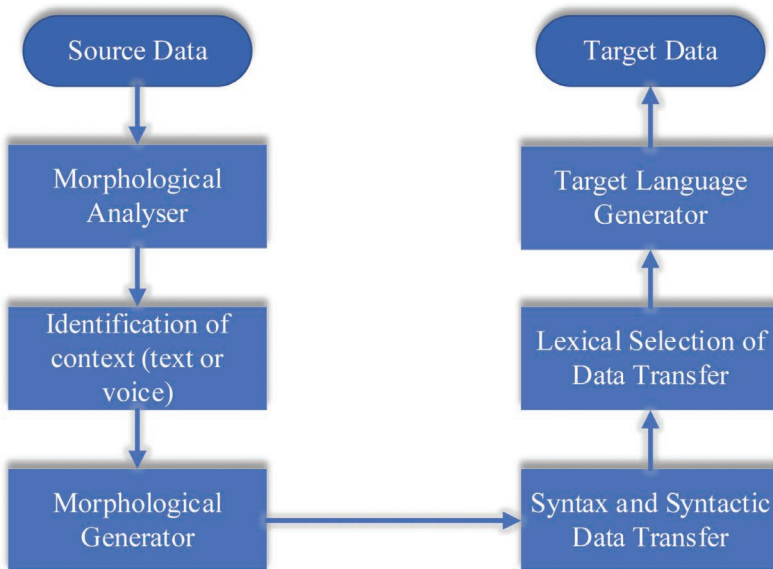 Source Data
Morphological
Analyser
Identification of
context (text or
voice)
Morphological
Generator
Target Data
Target Language
Generator
Lexical Selection of
Data Transfer
Syntax and Syntactic
Data Transfer